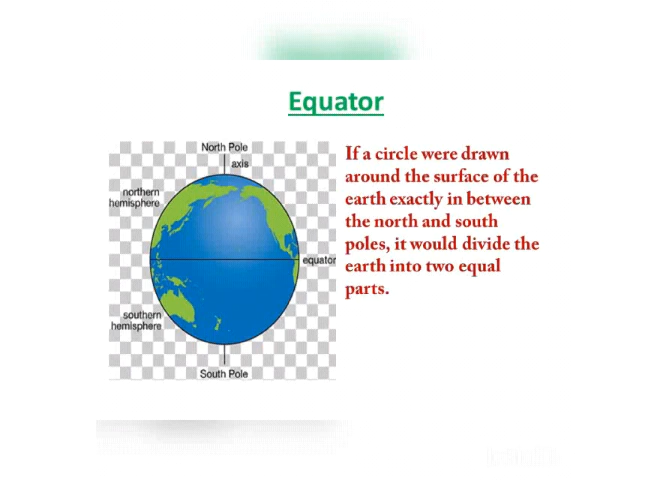 Equator
North Pole
axis
northern
hemisphere
equator
southern
hemisphere
South Pole
If a circle were drawn
around the surface of the
earth exactly in between
the north and south
poles, it would divide the
earth into two equal
parts.